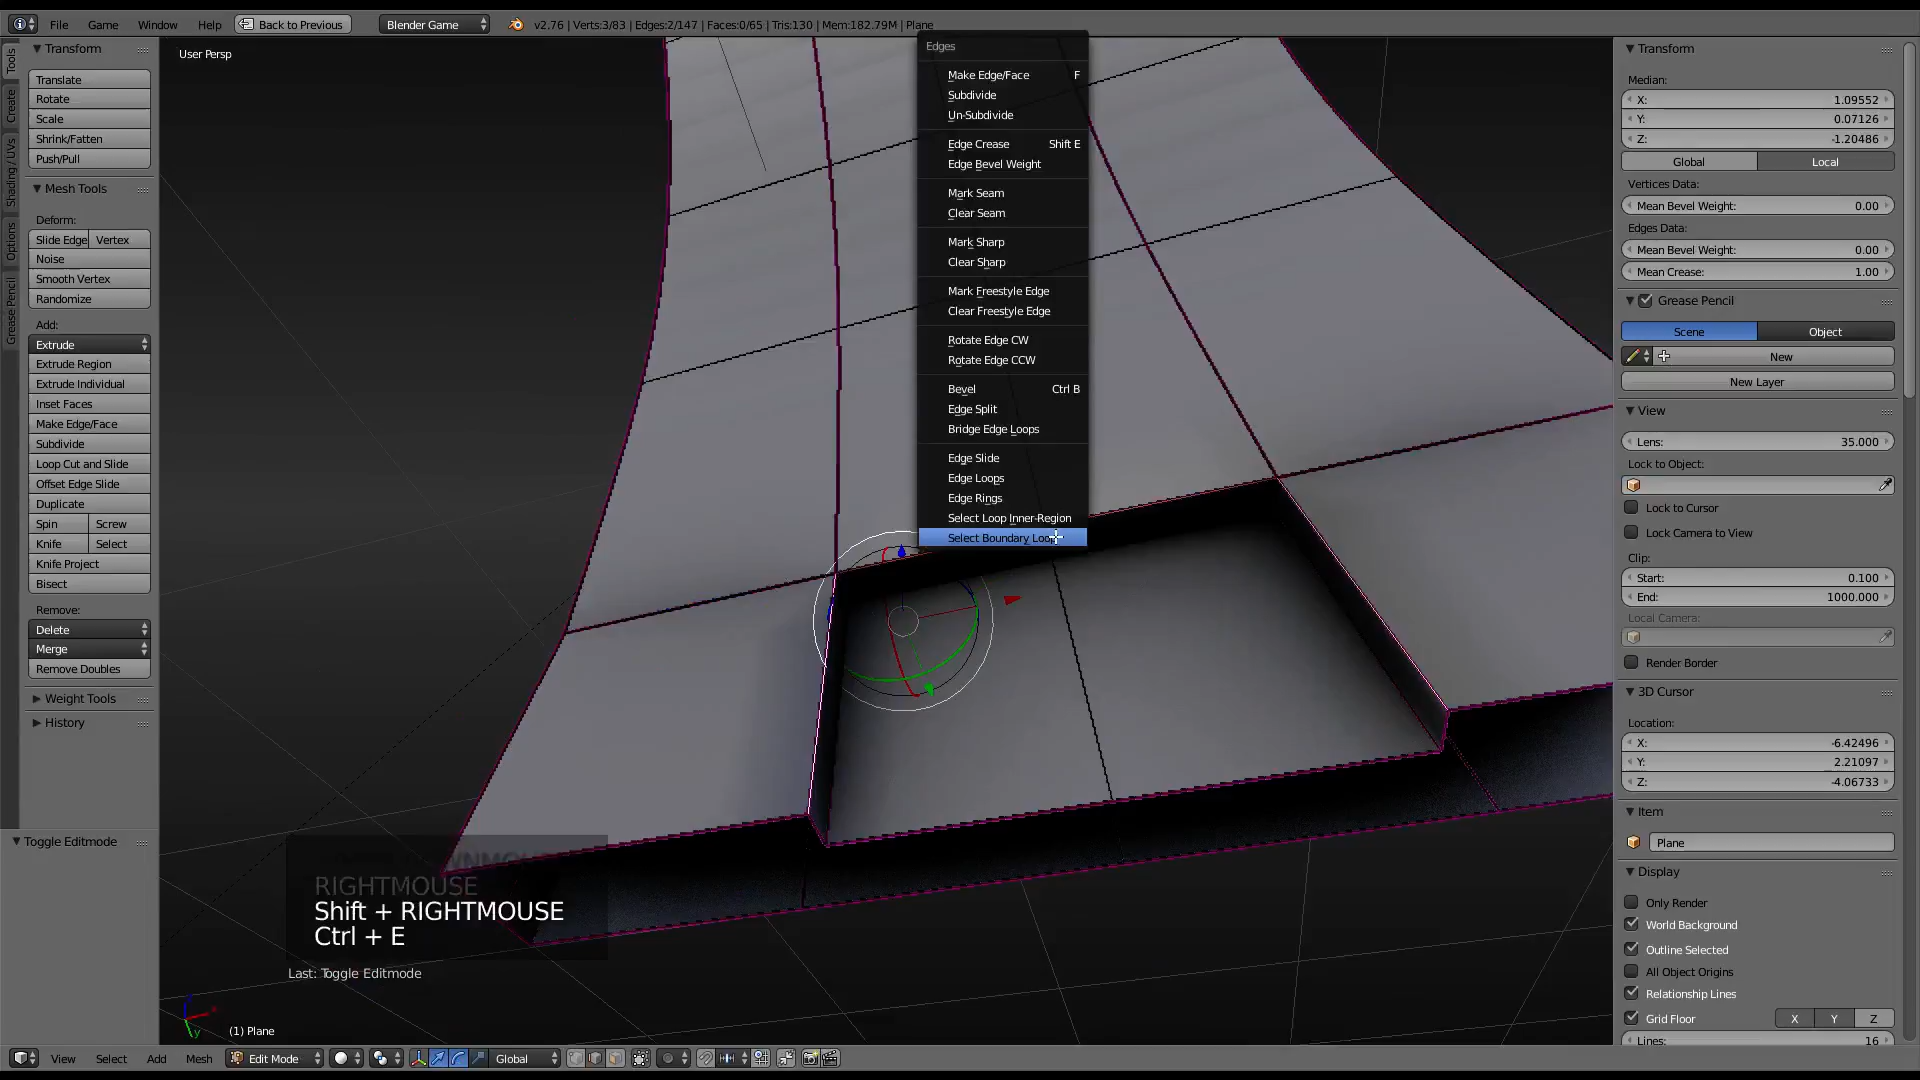 File Game Window Help Back to Previous Blender Game v2.76 | Verts:3/83 | Edges:2/147 | Faces:0/65 | Tris:130 | Mem:182.79M | Plane
Tools
Create
Shading / UVs
Options
Grease Pencil
Transform
Translate
Rotate
Scale
Shrink/Fatten
Push/Pull
Mesh Tools
Deform:
Slide Edge Vertex
Noise
Smooth Vertex
Randomize
Add:
Extrude
Extrude Region
Extrude Individual
Inset Faces
Make Edge/Face
Subdivide
Loop Cut and Slide
Offset Edge Slide
Duplicate
Spin Screw
Knife Select
Knife Project
Bisect
Remove:
Delete
Merge
Remove Doubles
Weight Tools
History
Toggle Editmode
User Persp
Edges
Make Edge/Face F
Subdivide
Un-Subdivide
Edge Crease Shift E
Edge Bevel Weight
Mark Seam
Clear Seam
Mark Sharp
Clear Sharp
Mark Freestyle Edge
Clear Freestyle Edge
Rotate Edge CW
Rotate Edge CCW
Bevel Ctrl B
Edge Split
Bridge Edge Loops
Edge Slide
Edge Loops
Edge Rings
Select Loop Inner-Region
Select Boundary Loop
RIGHTMOUSE
Shift + RIGHTMOUSE
Ctrl + E
Last: Toggle Editmode
(1) Plane
Transform
Median:
X: 1.09552
Y: 0.07126
Z: -1.20486
Global Local
Vertices Data:
Mean Bevel Weight: 0.00
Edges Data:
Mean Bevel Weight: 0.00
Mean Crease: 1.00
Grease Pencil
Scene Object
New
New Layer
View
Lens: 35.000
Lock to Object:
Lock to Cursor
Lock Camera to View
Clip:
Start: 0.100
End: 1000.000
Local Camera:
Render Border
3D Cursor
Location:
X: -6.42496
Y: 2.21097
Z: -4.06733
Item
Plane
Display
Only Render
World Background
Outline Selected
All Object Origins
Relationship Lines
Grid Floor X Y Z
Lines: 16
View Select Add Mesh Edit Mode Global